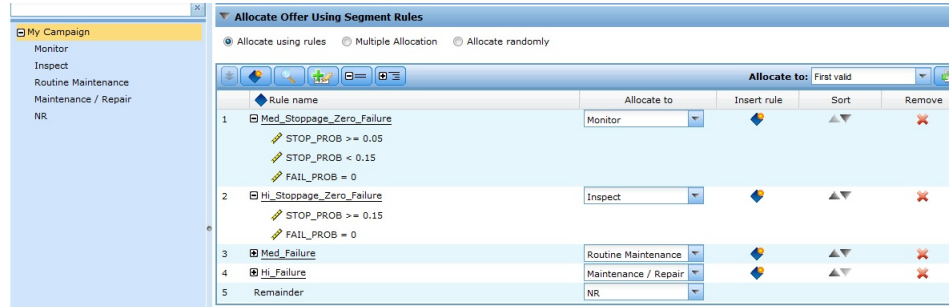 My Campaign
Monitor
Inspect
Routine Maintenance
Maintenance / Repair
NR
Allocate Offer Using Segment Rules
Allocate using rules Multiple Allocation Allocate randomly
Allocate to: First valid
Rule name Allocate to Insert rule Sort Remove
1 Med_Stoppage_Zero_Failure Monitor
STOP_PROB >= 0.05
STOP_PROB < 0.15
FAIL_PROB = 0
2 Hi_Stoppage_Zero_Failure Inspect
STOP_PROB >= 0.15
FAIL_PROB = 0
3 Med_Failure Routine Maintenance
4 Hi_Failure Maintenance / Repair
5 Remainder NR